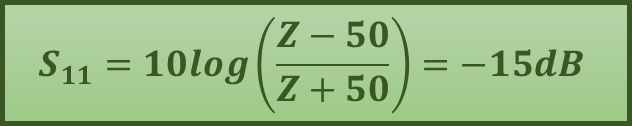 S₁₁ = 10log((Z − 50)/(Z + 50)) = −15dB